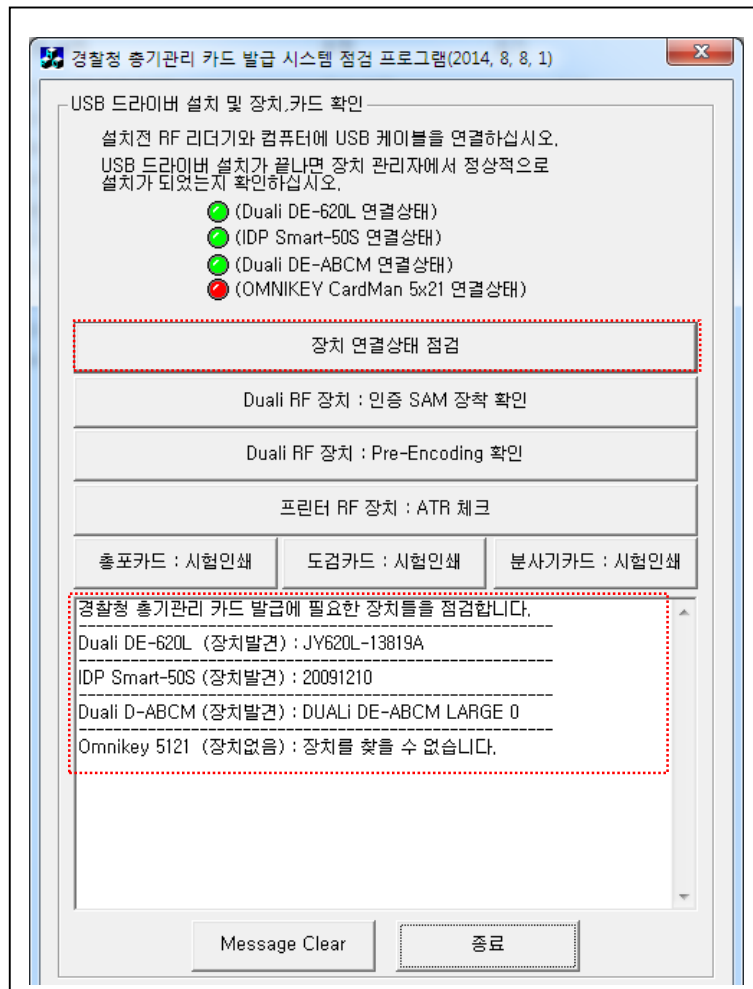 경찰청 총기관리 카드 발급 시스템 점검 프로그램(2014, 8, 8, 1)
USB 드라이버 설치 및 장치,카드 확인
설치전 RF 리더기와 컴퓨터에 USB 케이블을 연결하십시오.
USB 드라이버 설치가 끝나면 장치 관리자에서 정상적으로
설치가 되었는지 확인하십시오.
(Duali DE-620L 연결상태)
(IDP Smart-50S 연결상태)
(Duali DE-ABCM 연결상태)
(OMNIKEY CardMan 5x21 연결상태)
장치 연결상태 점검
Duali RF 장치 : 인증 SAM 장착 확인
Duali RF 장치 : Pre-Encoding 확인
프린터 RF 장치 : ATR 체크
총포카드 : 시험인쇄 도검카드 : 시험인쇄 분사기카드 : 시험인쇄
경찰청 총기관리 카드 발급에 필요한 장치들을 점검합니다.
Duali DE-620L (장치발견) : JY620L-13819A
IDP Smart-50S (장치발견) : 20091210
Duali D-ABCM (장치발견) : DUALi DE-ABCM LARGE 0
Omnikey 5121 (장치없음) : 장치를 찾을 수 없습니다.
Message Clear 종료